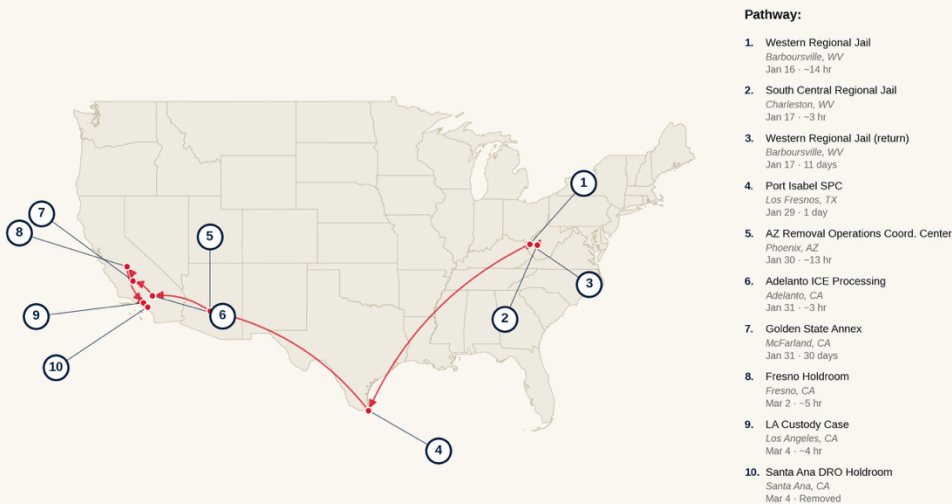 Pathway:
1. Western Regional Jail
Barboursville, WV
Jan 16 · ~14 hr
2. South Central Regional Jail
Charleston, WV
Jan 17 · ~3 hr
3. Western Regional Jail (return)
Barboursville, WV
Jan 17 · 11 days
4. Port Isabel SPC
Los Fresnos, TX
Jan 29 · 1 day
5. AZ Removal Operations Coord. Center
Phoenix, AZ
Jan 30 · ~13 hr
6. Adelanto ICE Processing
Adelanto, CA
Jan 31 · ~3 hr
7. Golden State Annex
McFarland, CA
Jan 31 · 30 days
8. Fresno Holdroom
Fresno, CA
Mar 2 · ~5 hr
9. LA Custody Case
Los Angeles, CA
Mar 4 · ~4 hr
10. Santa Ana DRO Holdroom
Santa Ana, CA
Mar 4 · Removed
1
7
8
5
3
9
6
2
10
4